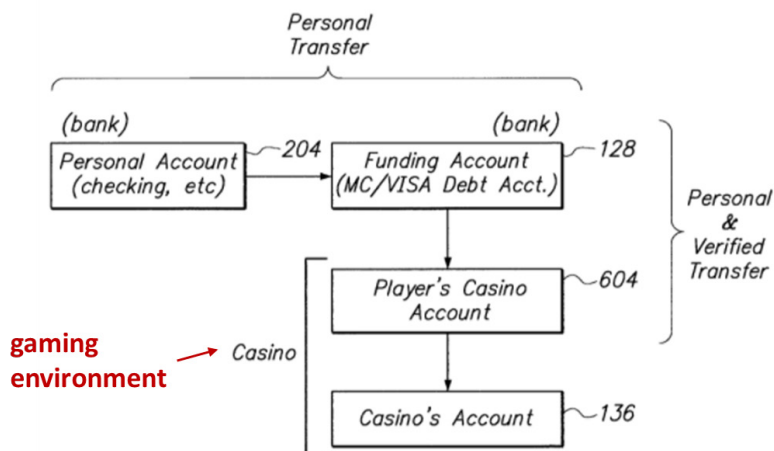 Personal
Transfer
(bank)
(bank)
Personal Account
(checking, etc)
204
Funding Account
(MC/VISA Debt Acct.)
128
Personal
&
Verified
Transfer
Player's Casino
Account
604
gaming
environment
Casino
Casino's Account
136